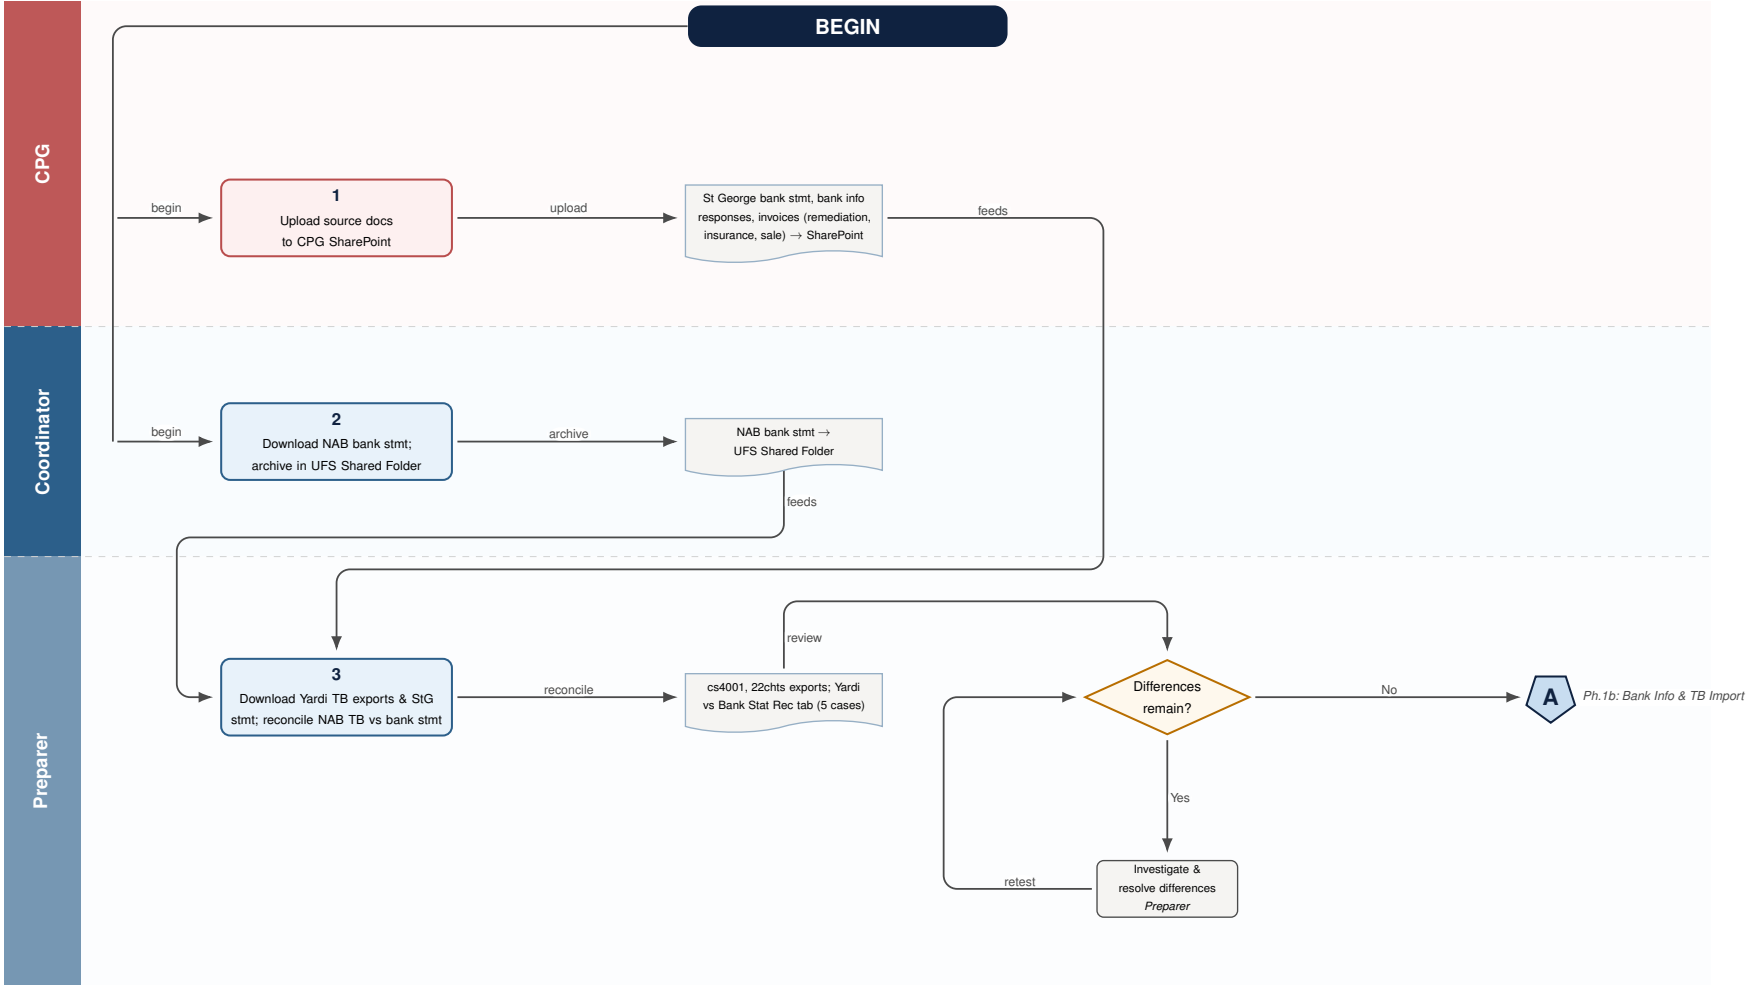 BEGIN
CPG
begin
1
Upload source docs
to CPG SharePoint
upload
St George bank stmt, bank info
responses, invoices (remediation,
insurance, sale) → SharePoint
feeds
Coordinator
begin
2
Download NAB bank stmt;
archive in UFS Shared Folder
archive
NAB bank stmt →
UFS Shared Folder
feeds
Preparer
3
Download Yardi TB exports & StG
stmt; reconcile NAB TB vs bank stmt
reconcile
cs4001, 22chts exports; Yardi
vs Bank Stat Rec tab (5 cases)
review
Differences
remain?
No
A
Ph.1b: Bank Info & TB Import
Yes
Investigate &
resolve differences
Preparer
retest